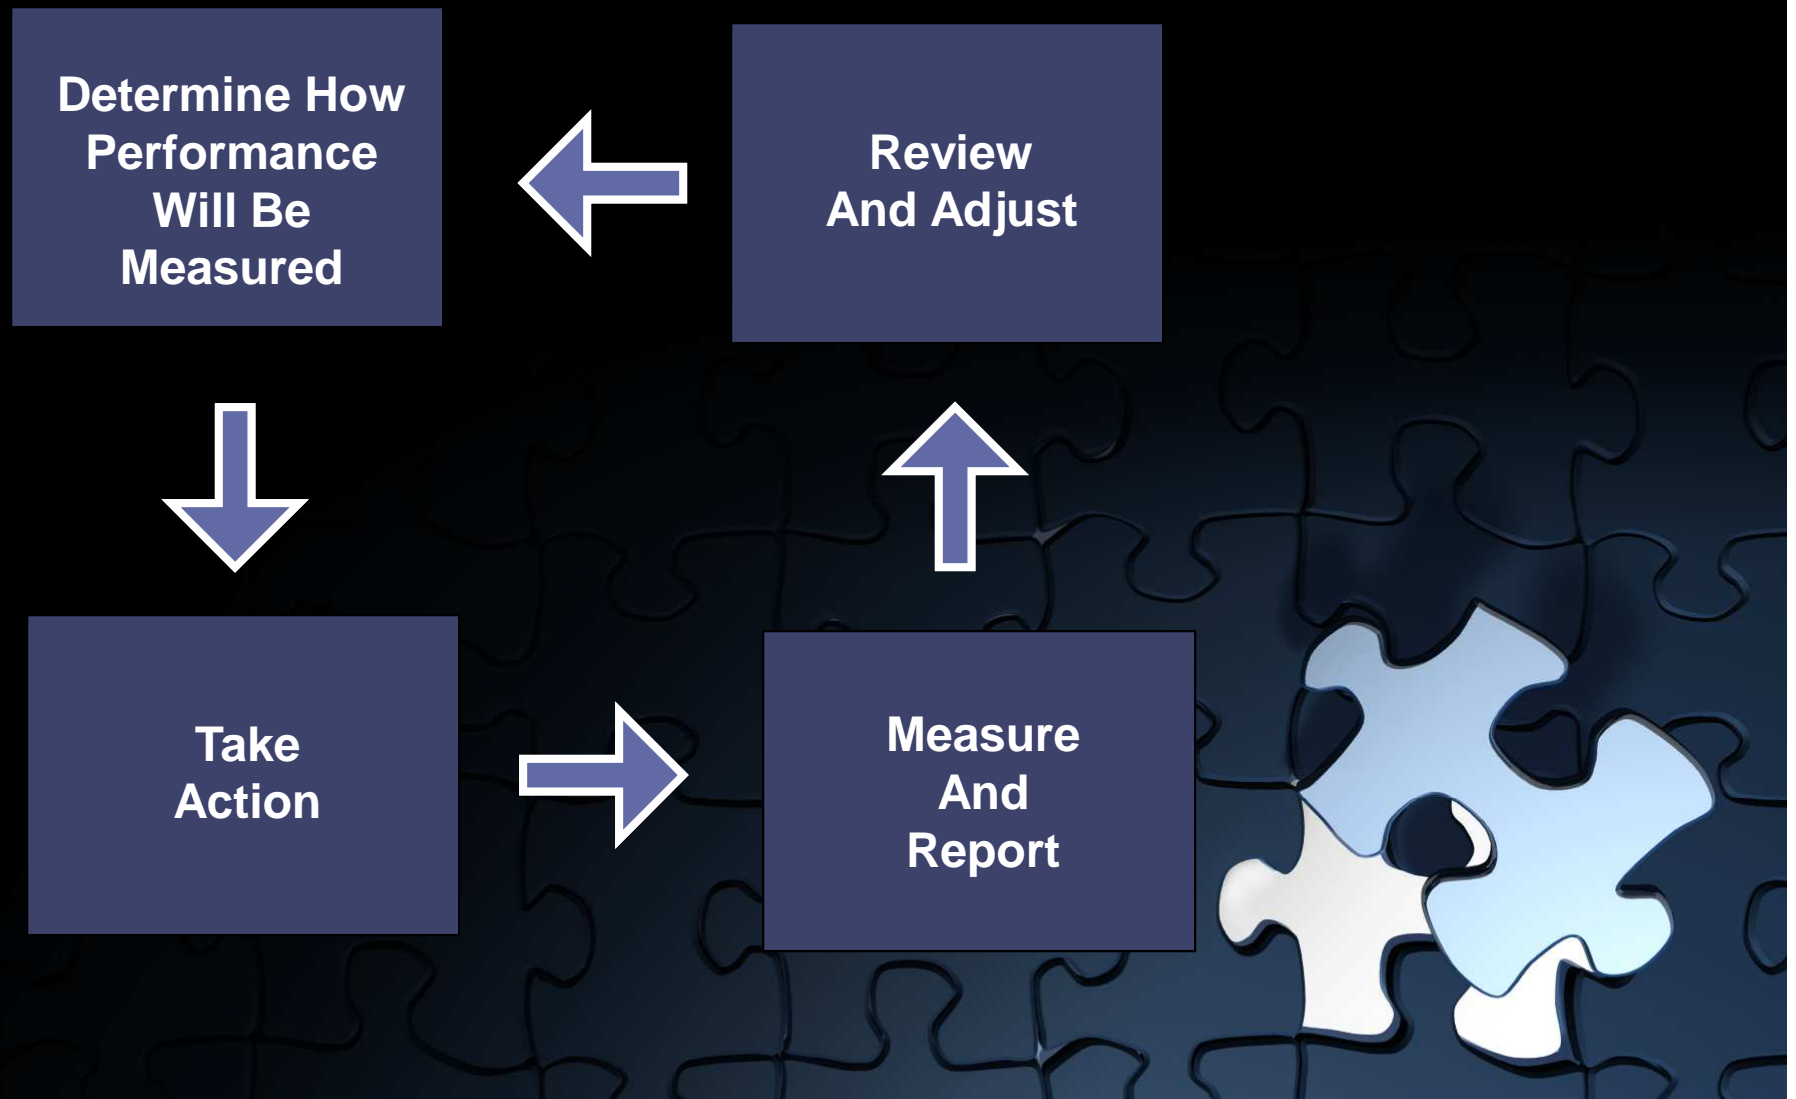 Determine How
Performance
Will Be
Measured
Review
And Adjust
Take
Action
Measure
And
Report